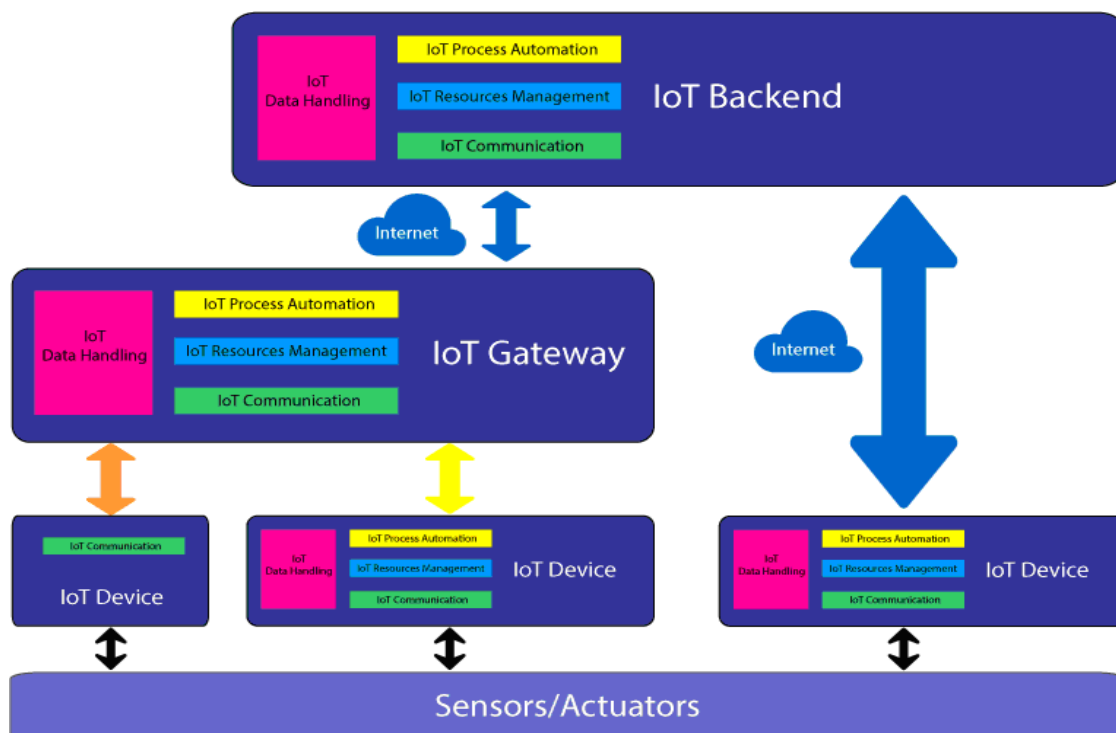 IoT
Data Handling
IoT Process Automation
IoT Resources Management
IoT Communication
IoT Backend
Internet
IoT
Data Handling
IoT Process Automation
IoT Resources Management
IoT Communication
IoT Gateway
Internet
IoT Communication
IoT Device
IoT
Data Handling
IoT Process Automation
IoT Resources Management
IoT Communication
IoT Device
IoT
Data Handling
IoT Process Automation
IoT Resources Management
IoT Communication
IoT Device
Sensors/Actuators